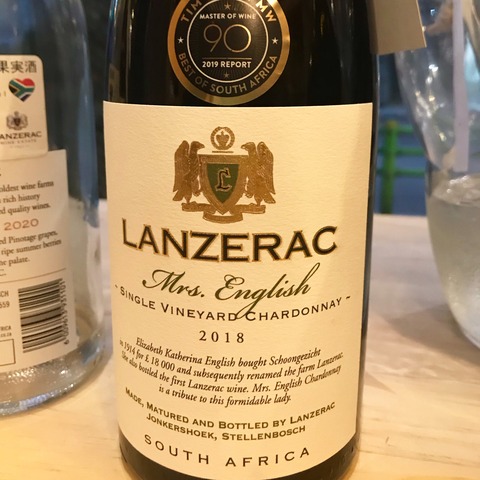 TIM
MW
MASTER OF WINE
90
2019 REPORT
BEST OF SOUTH AFRICA
L
LANZERAC
Mrs. English
~ SINGLE VINEYARD CHARDONNAY ~
2018
Elizabeth Katherina English bought Schoongezicht
in 1914 for £ 18 000 and subsequently renamed the farm Lanzerac.
She also bottled the first Lanzerac wine. Mrs. English Chardonnay
is a tribute to this formidable lady.
MADE, MATURED AND BOTTLED BY LANZERAC
JONKERSHOEK, STELLENBOSCH
SOUTH AFRICA
果実酒
LANZERAC
WINE ESTATE
oldest wine farms
rich history
quality wines.
2020
Pinotage grapes,
ripe summer berries
the palate.